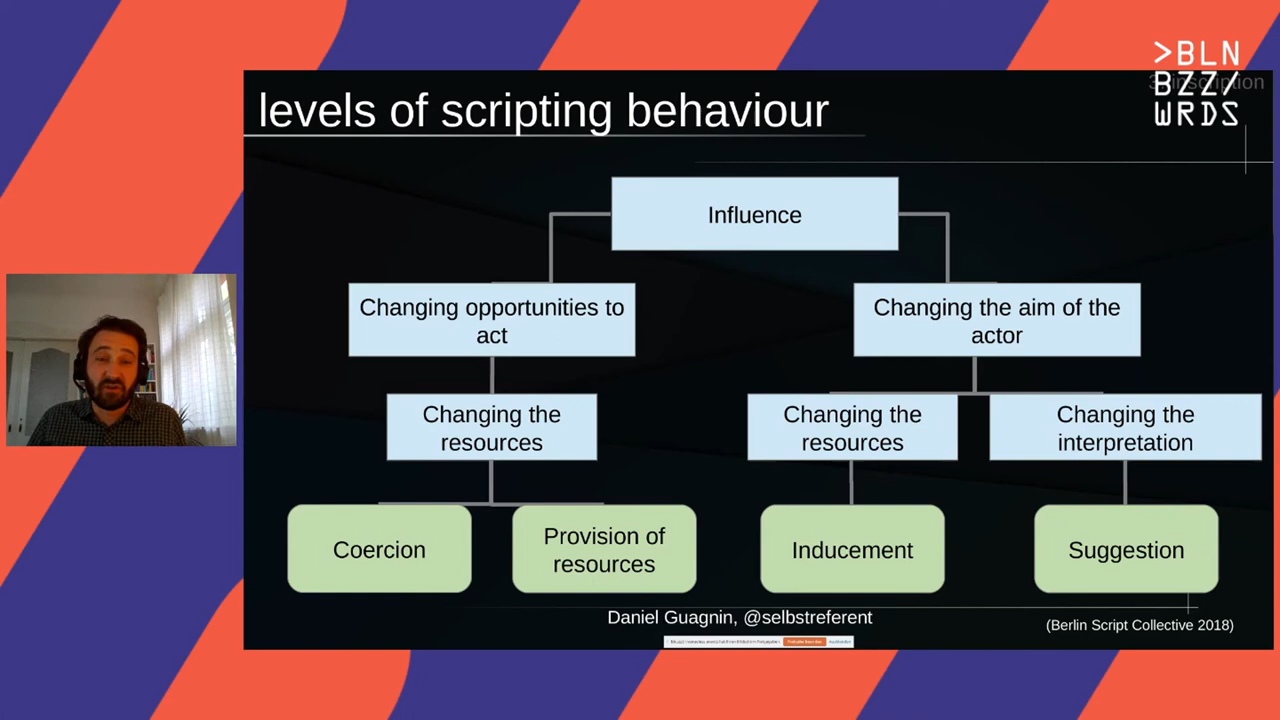 >BLN
BZZ/
WRDS
levels of scripting behaviour
Influence
Changing opportunities to
act
Changing the aim of the
actor
Changing the
resources
Changing the
resources
Changing the
interpretation
Coercion
Provision of
resources
Inducement
Suggestion
Daniel Guagnin, @selbstreferent
(Berlin Script Collective 2018)